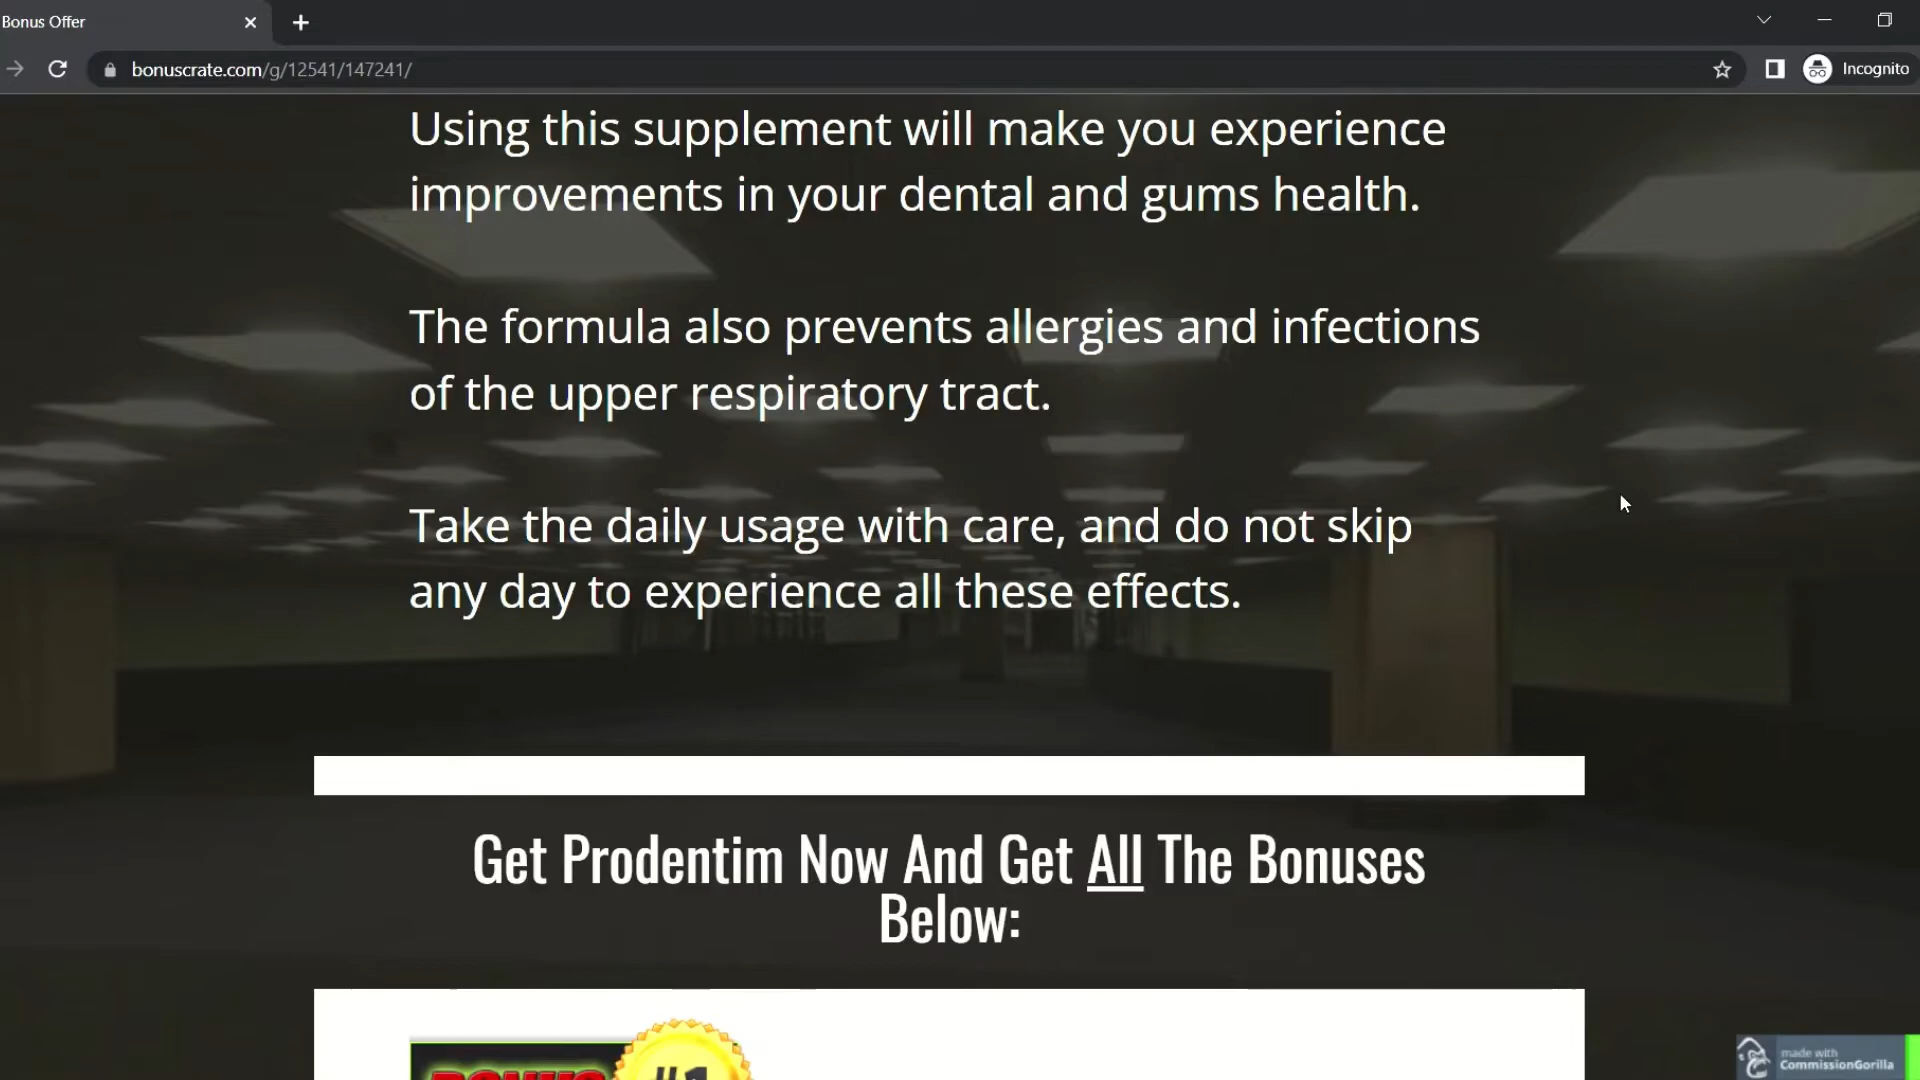 Bonus Offer
bonuscrate.com/g/12541/147241/
Incognito
Using this supplement will make you experience
improvements in your dental and gums health.
The formula also prevents allergies and infections
of the upper respiratory tract.
Take the daily usage with care, and do not skip
any day to experience all these effects.
Get Prodentim Now And Get All The Bonuses
Below:
BONUS
#1
made with
CommissionGorilla